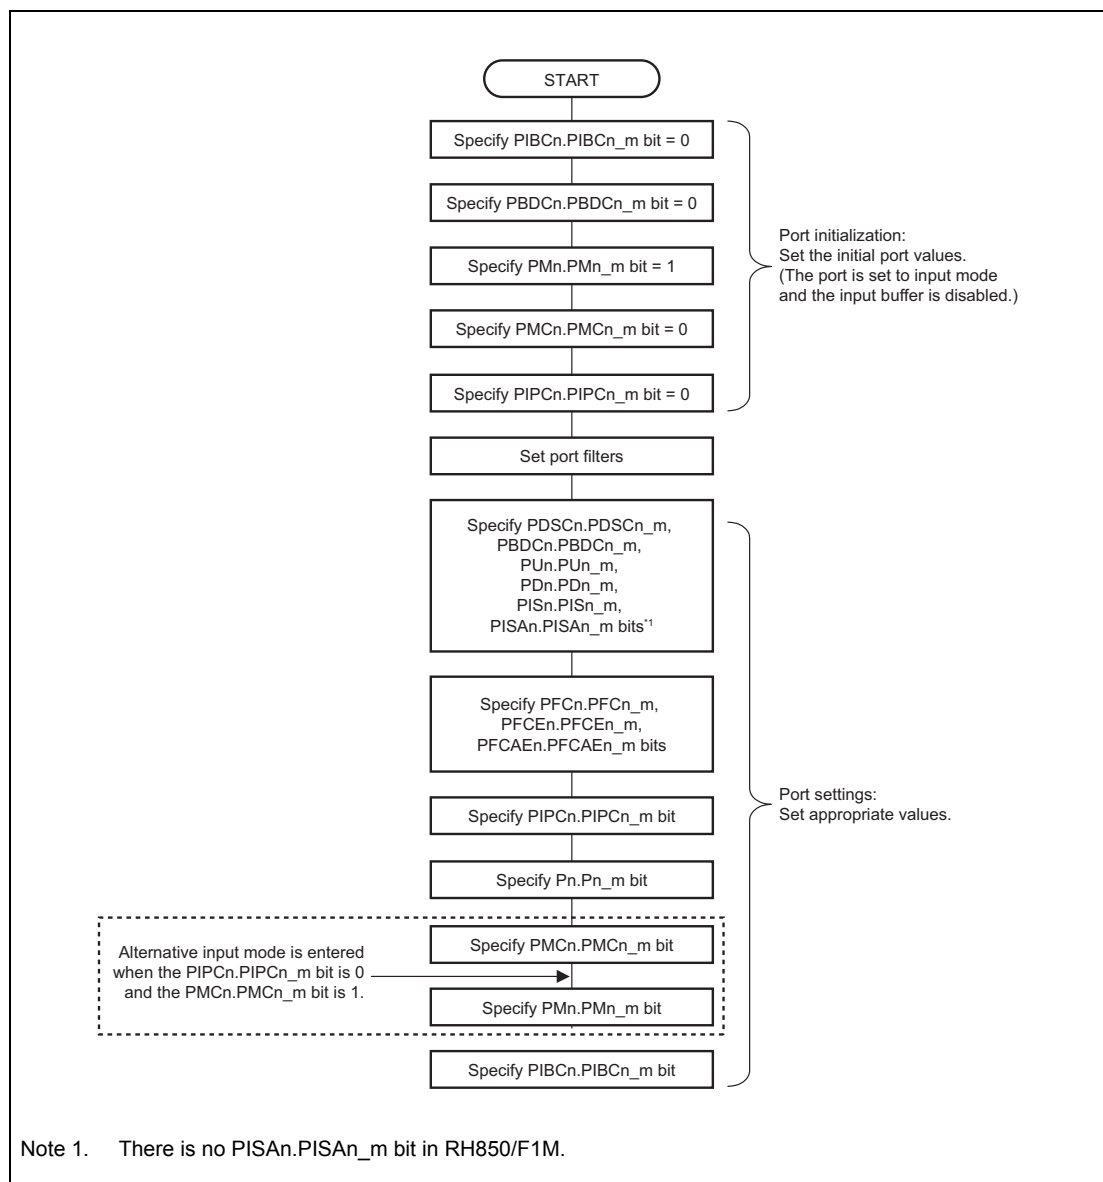 START
Specify PIBCn.PIBCn_m bit = 0
Specify PBDCn.PBDCn_m bit = 0
Specify PMn.PMn_m bit = 1
Specify PMCn.PMCn_m bit = 0
Specify PIPCn.PIPCn_m bit = 0
Port initialization:
Set the initial port values.
(The port is set to input mode
and the input buffer is disabled.)
Set port filters
Specify PDSCn.PDSCn_m,
PBDCn.PBDCn_m,
PUn.PUn_m,
PDn.PDn_m,
PISn.PISn_m,
PISAn.PISAn_m bits*1
Specify PFCn.PFCn_m,
PFCEn.PFCEn_m,
PFCAEn.PFCAEn_m bits
Specify PIPCn.PIPCn_m bit
Port settings:
Set appropriate values.
Specify Pn.Pn_m bit
Alternative input mode is entered
when the PIPCn.PIPCn_m bit is 0
and the PMCn.PMCn_m bit is 1.
Specify PMCn.PMCn_m bit
Specify PMn.PMn_m bit
Specify PIBCn.PIBCn_m bit
Note 1. There is no PISAn.PISAn_m bit in RH850/F1M.